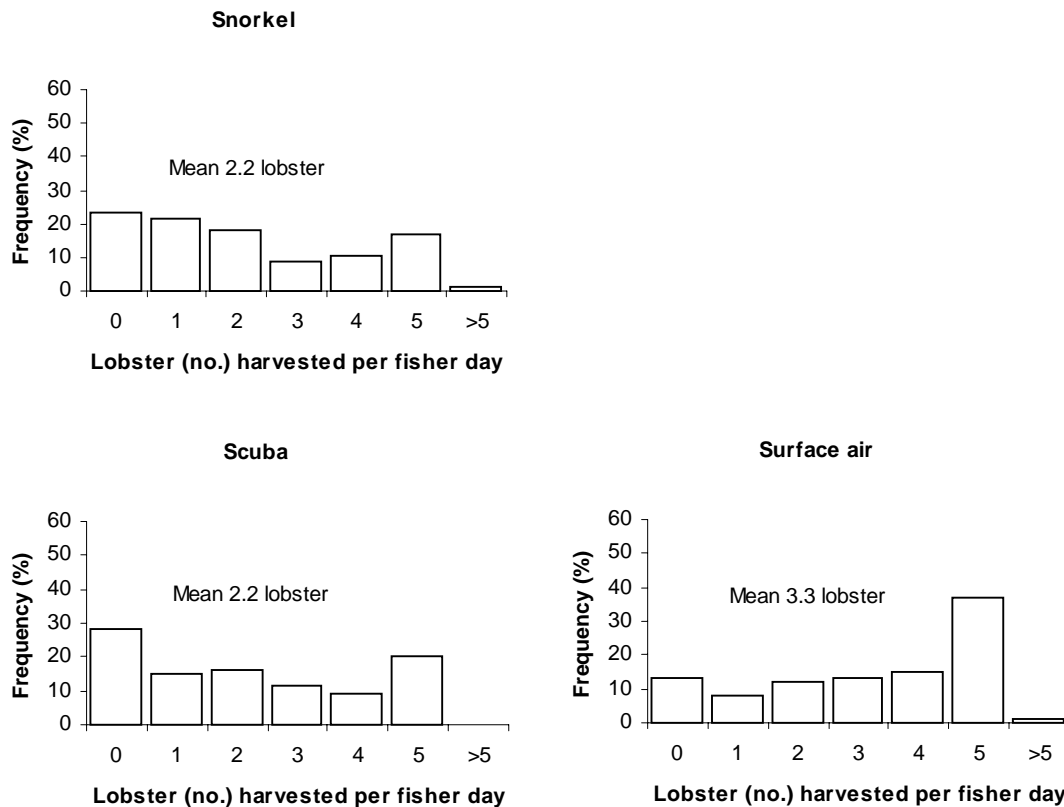 Snorkel
Frequency (%)
60
50
40
30
20
10
0
Mean 2.2 lobster
0 1 2 3 4 5 >5
Lobster (no.) harvested per fisher day
Scuba
Frequency (%)
60
50
40
30
20
10
0
Mean 2.2 lobster
0 1 2 3 4 5 >5
Lobster (no.) harvested per fisher day
Surface air
Frequency (%)
60
50
40
30
20
10
0
Mean 3.3 lobster
0 1 2 3 4 5 >5
Lobster (no.) harvested per fisher day